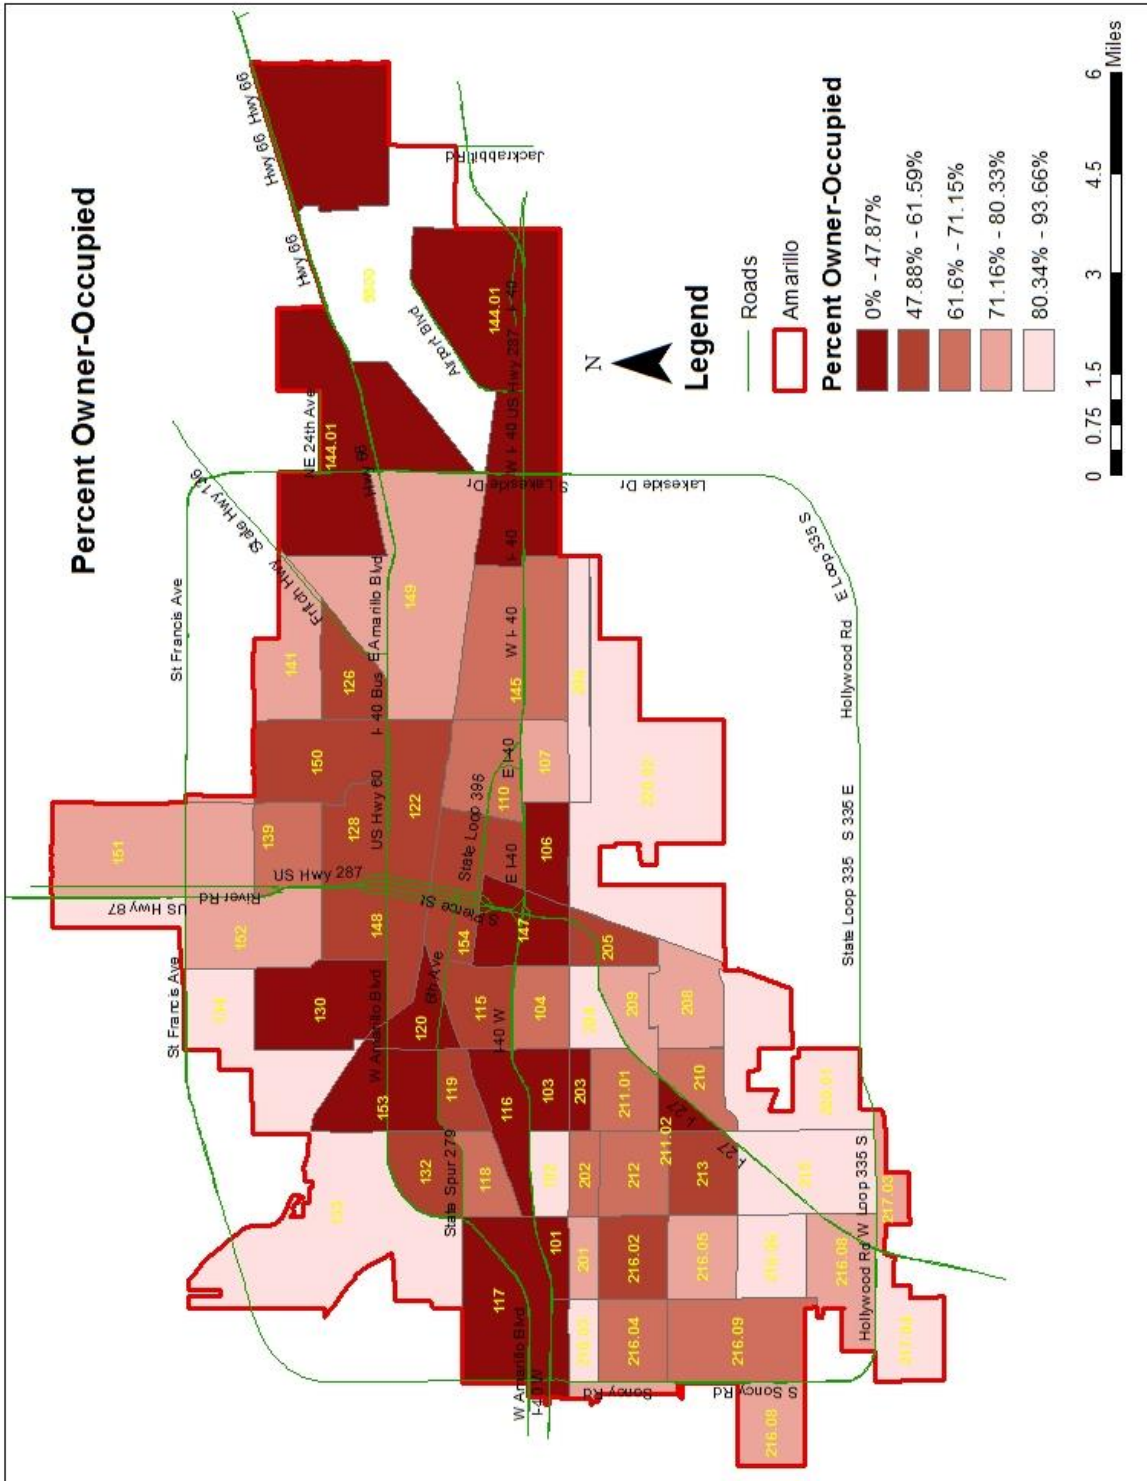 Percent Owner-Occupied
Hwy 66 Hwy 66
Hwy 66
Jackrabbit Rd
9800
Airport Blvd
144.01
W I- 40 US Hwy 287 I- 40
NE 24th Ave
144.01
Hwy 66
State Hwy 136
Fritch Hwy
St Francis Ave
S Lakeside Dr
Lakeside Dr
I- 40
E Loop 335 S
Hollywood Rd
State Loop 335 S 335 E
I- 40 Bus E Amarillo Blvd
US Hwy 60
149
141
126
150
W I- 40
145
151
139
128
122
E I-40
107
110
State Loop 395
E I-40
106
US Hwy 287
River Rd
US Hwy 87
152
148
S Pierce St
154
147
205
St Francis Ave
130
W Amarillo Blvd
6th Ave
120
115
104
I-40 W
209
208
153
119
116
103
203
211.01
210
I-27
211.02
I-27
132
State Spur 279
118
202
212
213
215
Hollywood Rd W Loop 335 S
217.03
133
117
101
201
216.02
216.05
216.08
W Amarillo Blvd
I-40 W
216.04
216.09
Soncy Rd
S Soncy Rd
216.08
N
Legend
Roads
Amarillo
Percent Owner-Occupied
0% - 47.87%
47.88% - 61.59%
61.6% - 71.15%
71.16% - 80.33%
80.34% - 93.66%
0 0.75 1.5 3 4.5 6
Miles